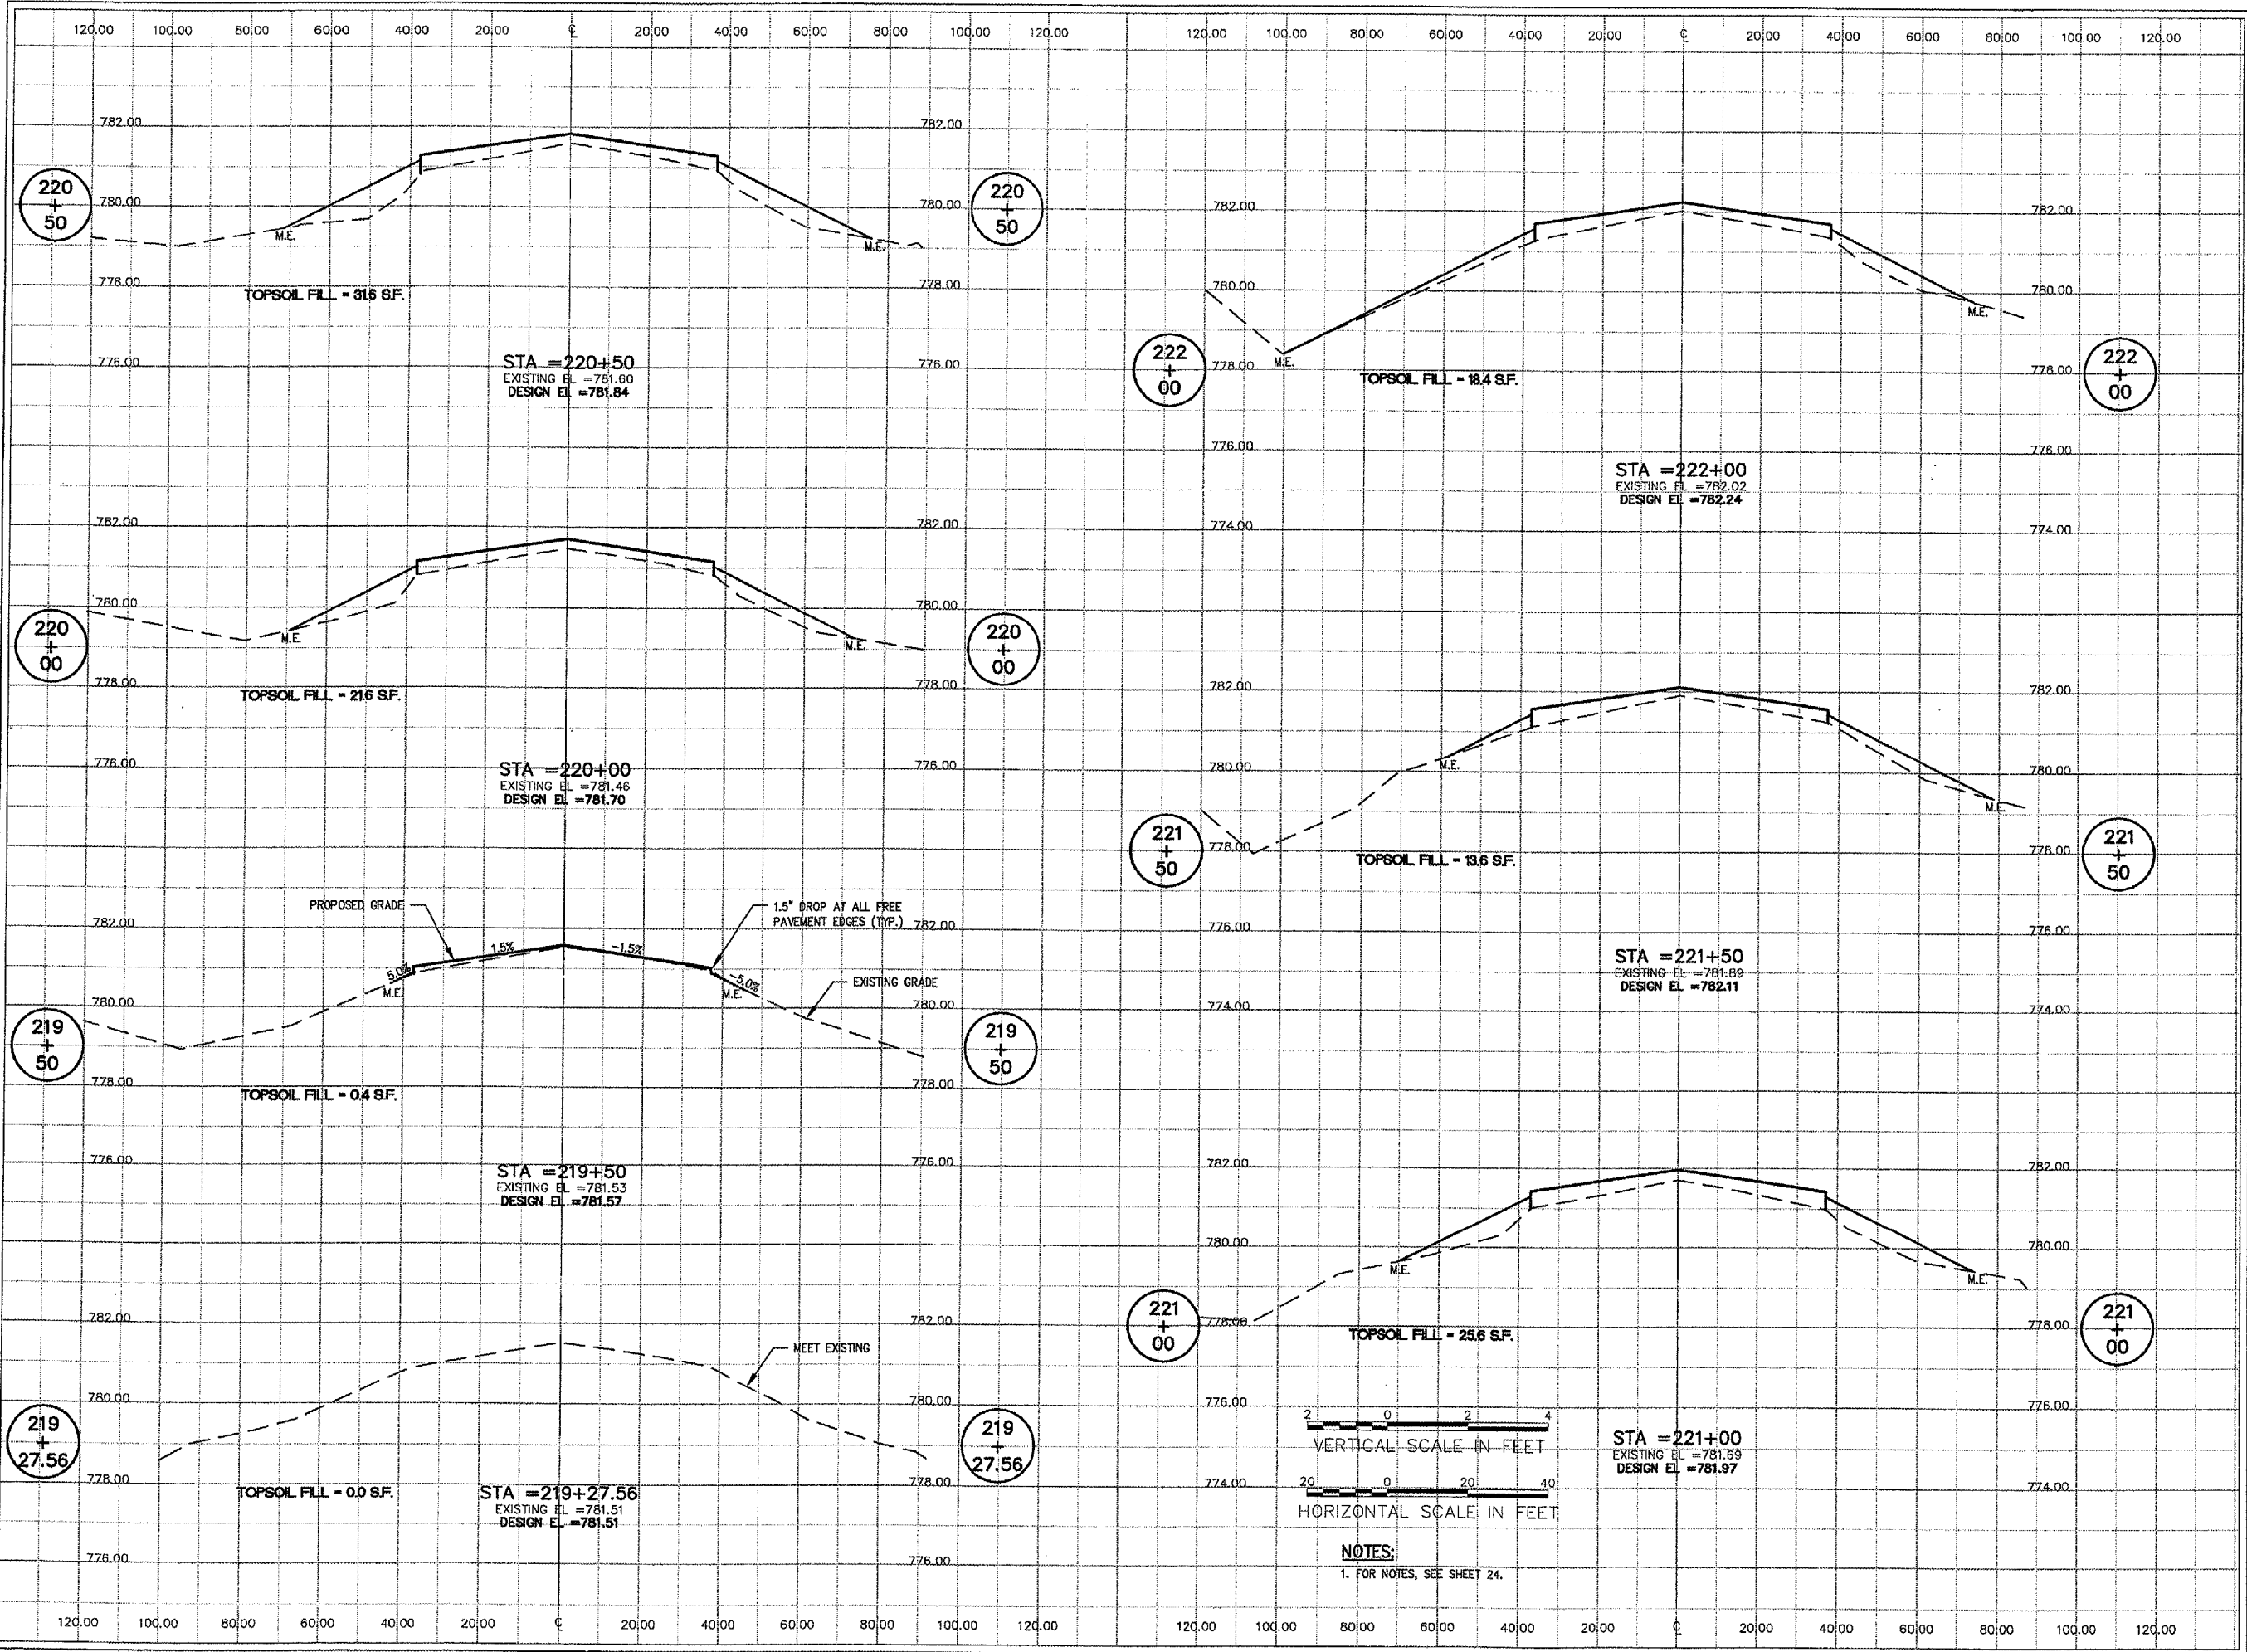 120.00 100.00 80.00 60.00 40.00 20.00 ℄ 20.00 40.00 60.00 80.00 100.00 120.00
782.00 782.00
220 + 50
780.00 780.00
220 + 50
M.E. M.E.
778.00 778.00
TOPSOIL FILL = 31.6 S.F.
776.00 776.00
STA =220+50
EXISTING EL =781.60
DESIGN EL =781.84
782.00 782.00
780.00 780.00
220 + 00
220 + 00
M.E. M.E.
778.00 778.00
TOPSOIL FILL = 21.6 S.F.
776.00 776.00
STA =220+00
EXISTING EL =781.46
DESIGN EL =781.70
PROPOSED GRADE
1.5" DROP AT ALL FREE
PAVEMENT EDGES (TYP.)
782.00 782.00
1.5% -1.5%
5.0% -5.0%
M.E. M.E.
EXISTING GRADE
780.00 780.00
219 + 50
219 + 50
778.00 778.00
TOPSOIL FILL = 0.4 S.F.
776.00 776.00
STA =219+50
EXISTING EL =781.53
DESIGN EL =781.57
782.00 782.00
MEET EXISTING
780.00 780.00
219 + 27.56
219 + 27.56
778.00 778.00
TOPSOIL FILL = 0.0 S.F.
STA =219+27.56
EXISTING EL =781.51
DESIGN EL =781.51
776.00 776.00
120.00 100.00 80.00 60.00 40.00 20.00 ℄ 20.00 40.00 60.00 80.00 100.00 120.00
120.00 100.00 80.00 60.00 40.00 20.00 ℄ 20.00 40.00 60.00 80.00 100.00 120.00
782.00 782.00
780.00 780.00
M.E. M.E.
222 + 00
222 + 00
778.00 778.00
TOPSOIL FILL = 18.4 S.F.
776.00 776.00
STA =222+00
EXISTING EL =782.02
DESIGN EL =782.24
774.00 774.00
782.00 782.00
780.00 780.00
M.E. M.E.
221 + 50
221 + 50
778.00 778.00
TOPSOIL FILL = 13.6 S.F.
776.00 776.00
STA =221+50
EXISTING EL =781.89
DESIGN EL =782.11
774.00 774.00
782.00 782.00
780.00 780.00
M.E. M.E.
221 + 00
221 + 00
778.00 778.00
TOPSOIL FILL = 25.6 S.F.
776.00 776.00
STA =221+00
EXISTING EL =781.69
DESIGN EL =781.97
2 0 2 4
VERTICAL SCALE IN FEET
774.00 774.00
20 0 20 40
HORIZONTAL SCALE IN FEET
NOTES:
1. FOR NOTES, SEE SHEET 24.
120.00 100.00 80.00 60.00 40.00 20.00 ℄ 20.00 40.00 60.00 80.00 100.00 120.00